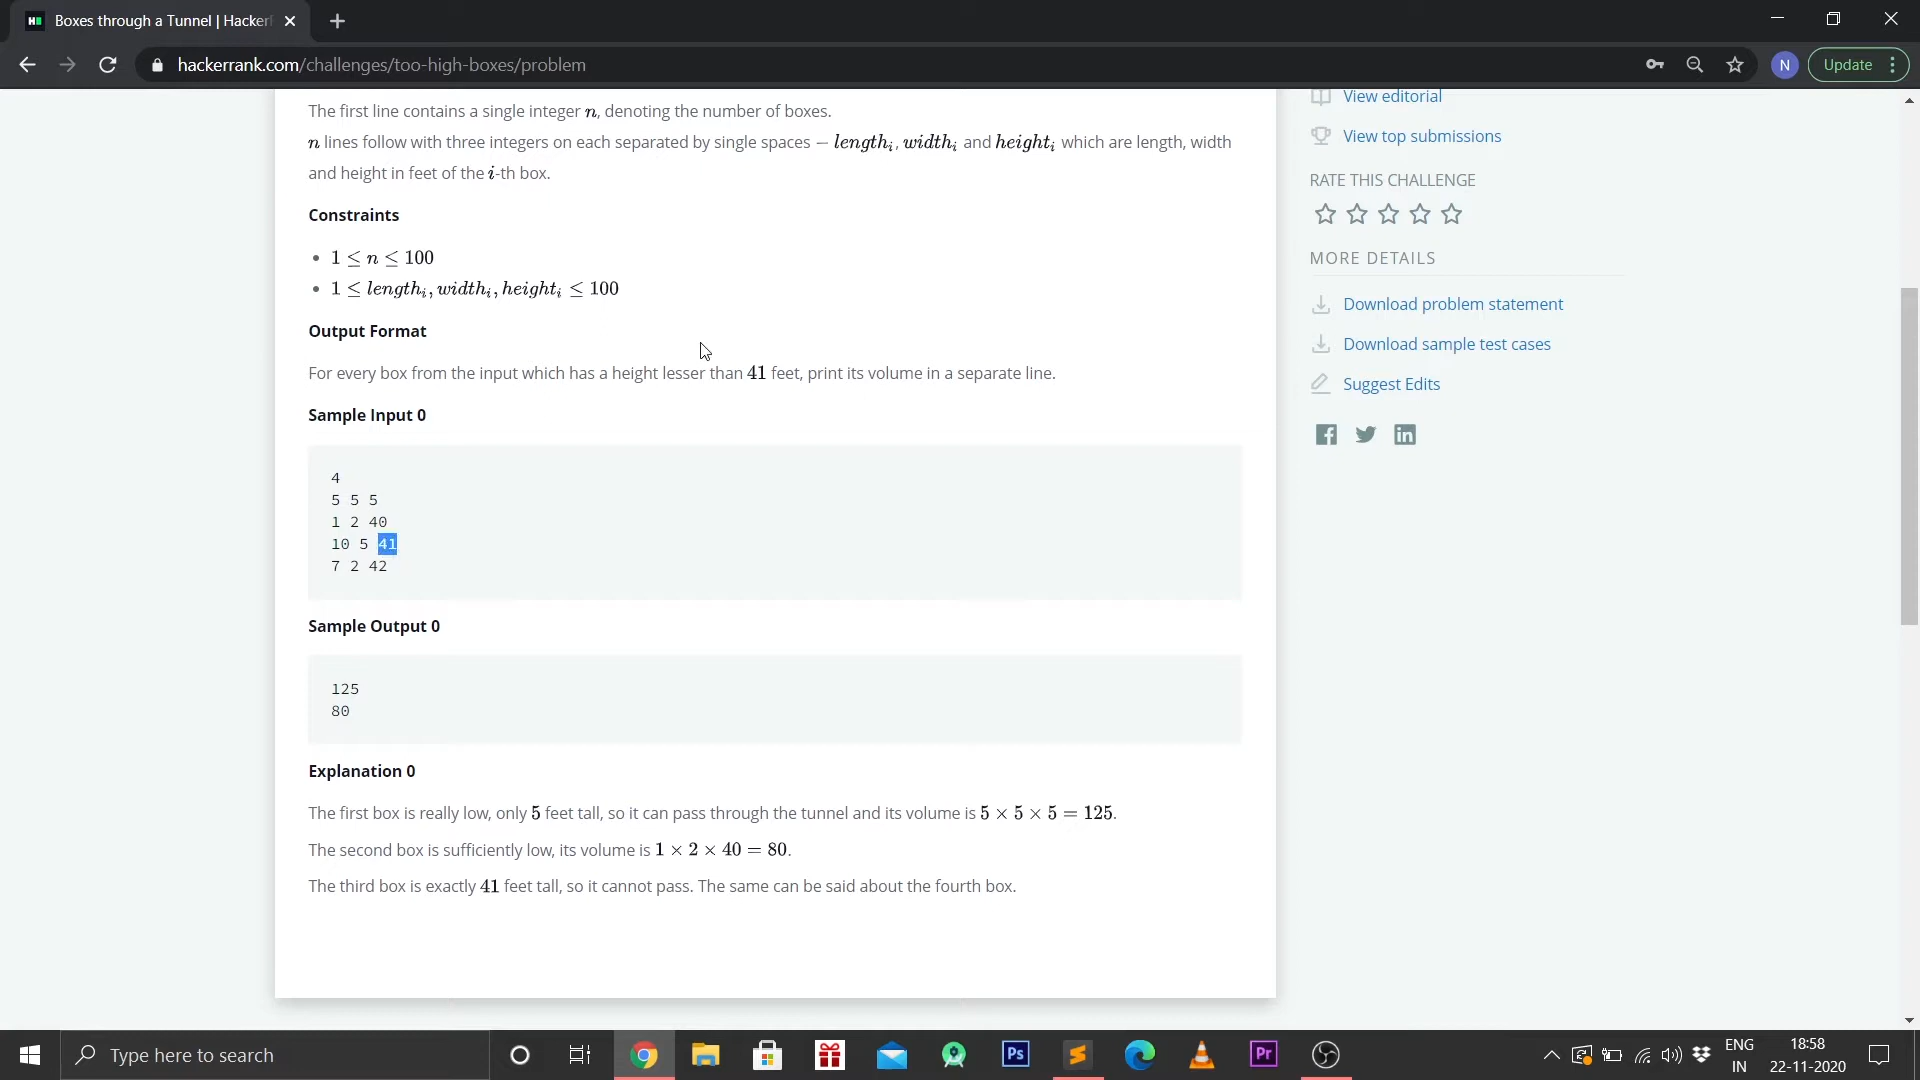 Boxes through a Tunnel | Hacker
hackerrank.com/challenges/too-high-boxes/problem
N
Update
The first line contains a single integer n, denoting the number of boxes.
n lines follow with three integers on each separated by single spaces – lengthᵢ, widthᵢ and heightᵢ which are length, width
and height in feet of the i-th box.
Constraints
• 1 ≤ n ≤ 100
• 1 ≤ lengthᵢ, widthᵢ, heightᵢ ≤ 100
Output Format
For every box from the input which has a height lesser than 41 feet, print its volume in a separate line.
Sample Input 0
4
5 5 5
1 2 40
10 5 41
7 2 42
Sample Output 0
125
80
Explanation 0
The first box is really low, only 5 feet tall, so it can pass through the tunnel and its volume is 5 × 5 × 5 = 125.
The second box is sufficiently low, its volume is 1 × 2 × 40 = 80.
The third box is exactly 41 feet tall, so it cannot pass. The same can be said about the fourth box.
View editorial
View top submissions
RATE THIS CHALLENGE
MORE DETAILS
Download problem statement
Download sample test cases
Suggest Edits
Type here to search
Ps
Pr
ENG
IN
18:58
22-11-2020